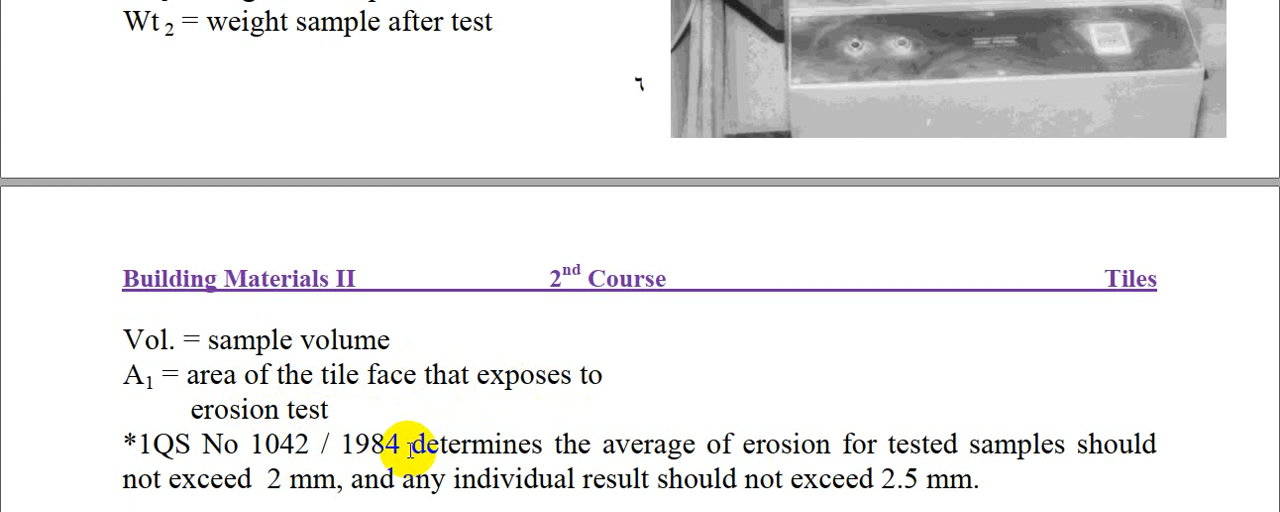 Wt 2 = weight sample after test
٦
Building Materials II 2nd Course Tiles
Vol. = sample volume
A1 = area of the tile face that exposes to
erosion test
*1QS No 1042 / 1984 determines the average of erosion for tested samples should
not exceed 2 mm, and any individual result should not exceed 2.5 mm.